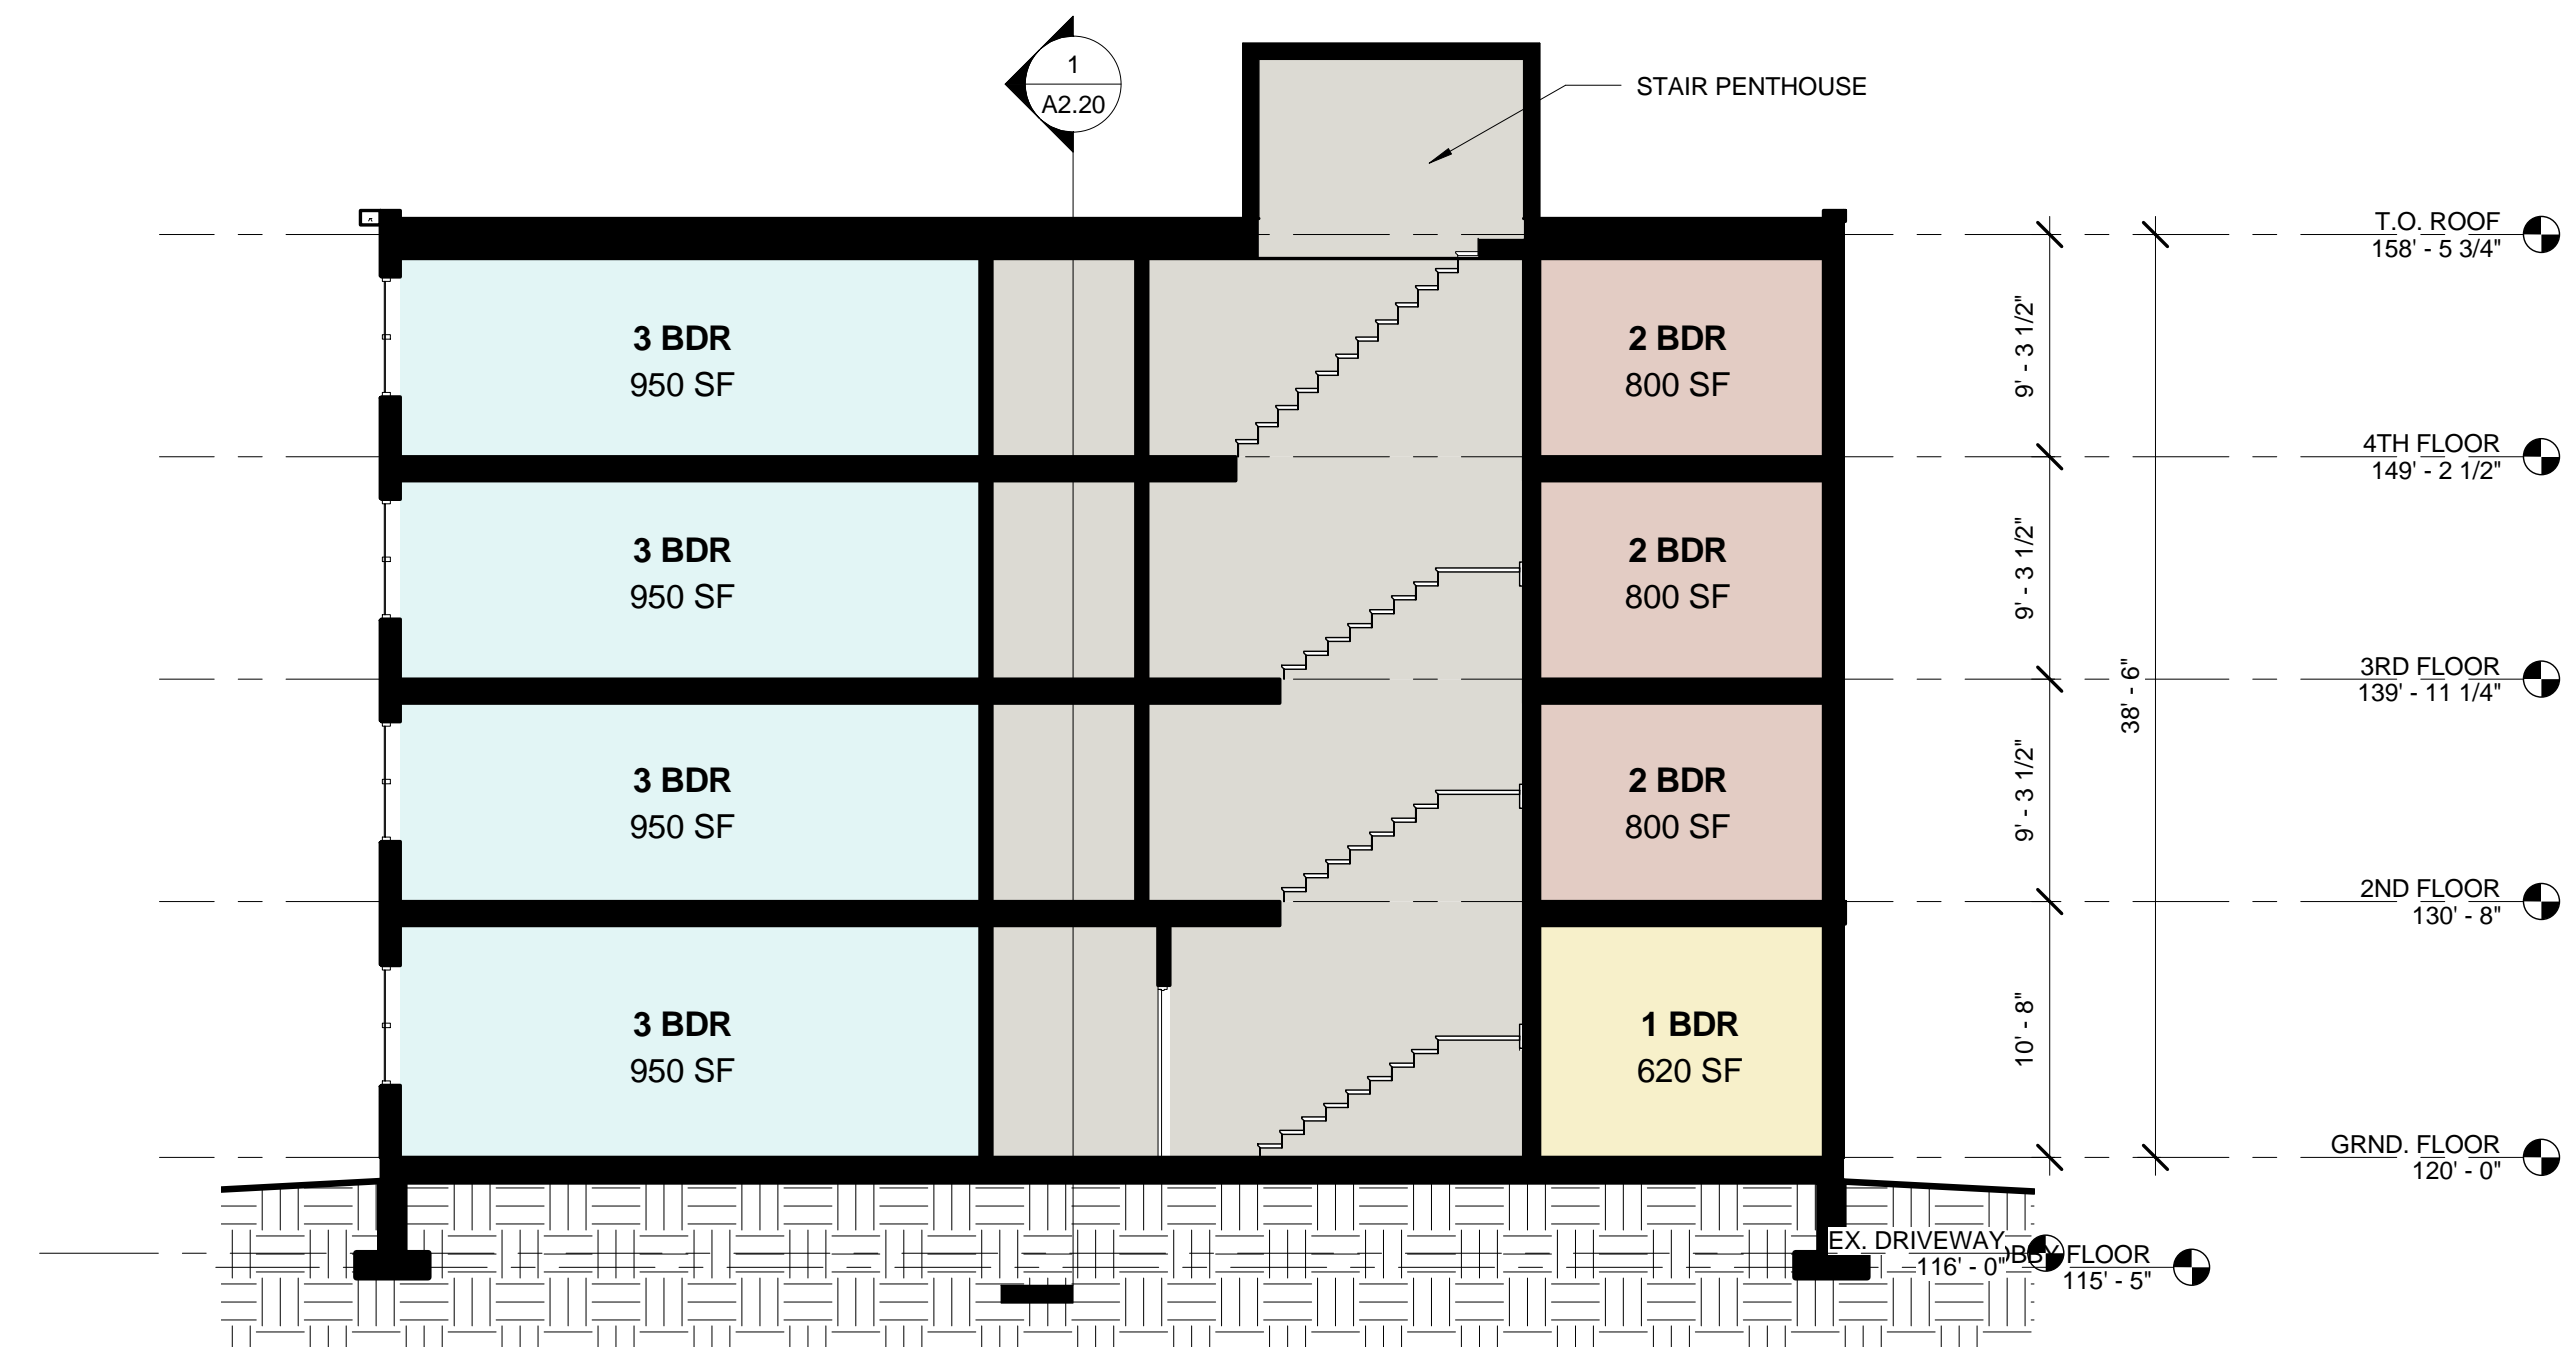 1
A2.20
STAIR PENTHOUSE
T.O. ROOF
158' - 5 3/4"
3 BDR
950 SF
2 BDR
800 SF
9' - 3 1/2"
4TH FLOOR
149' - 2 1/2"
3 BDR
950 SF
2 BDR
800 SF
9' - 3 1/2"
3RD FLOOR
139' - 11 1/4"
38' - 6"
3 BDR
950 SF
2 BDR
800 SF
9' - 3 1/2"
2ND FLOOR
130' - 8"
3 BDR
950 SF
1 BDR
620 SF
10' - 8"
GRND. FLOOR
120' - 0"
EX. DRIVEWAY
116' - 0"
FLOOR
115' - 5"